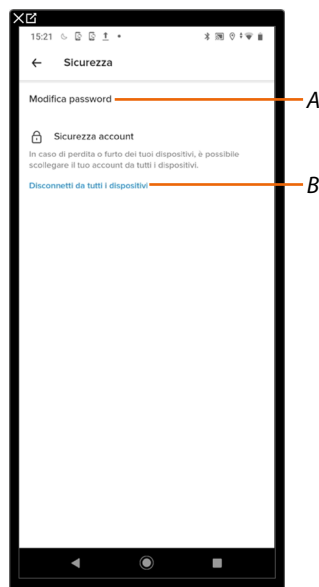 15:21
Sicurezza
Modifica password
A
Sicurezza account
In caso di perdita o furto dei tuoi dispositivi, è possibile
scollegare il tuo account da tutti i dispositivi.
Disconnetti da tutti i dispositivi
B